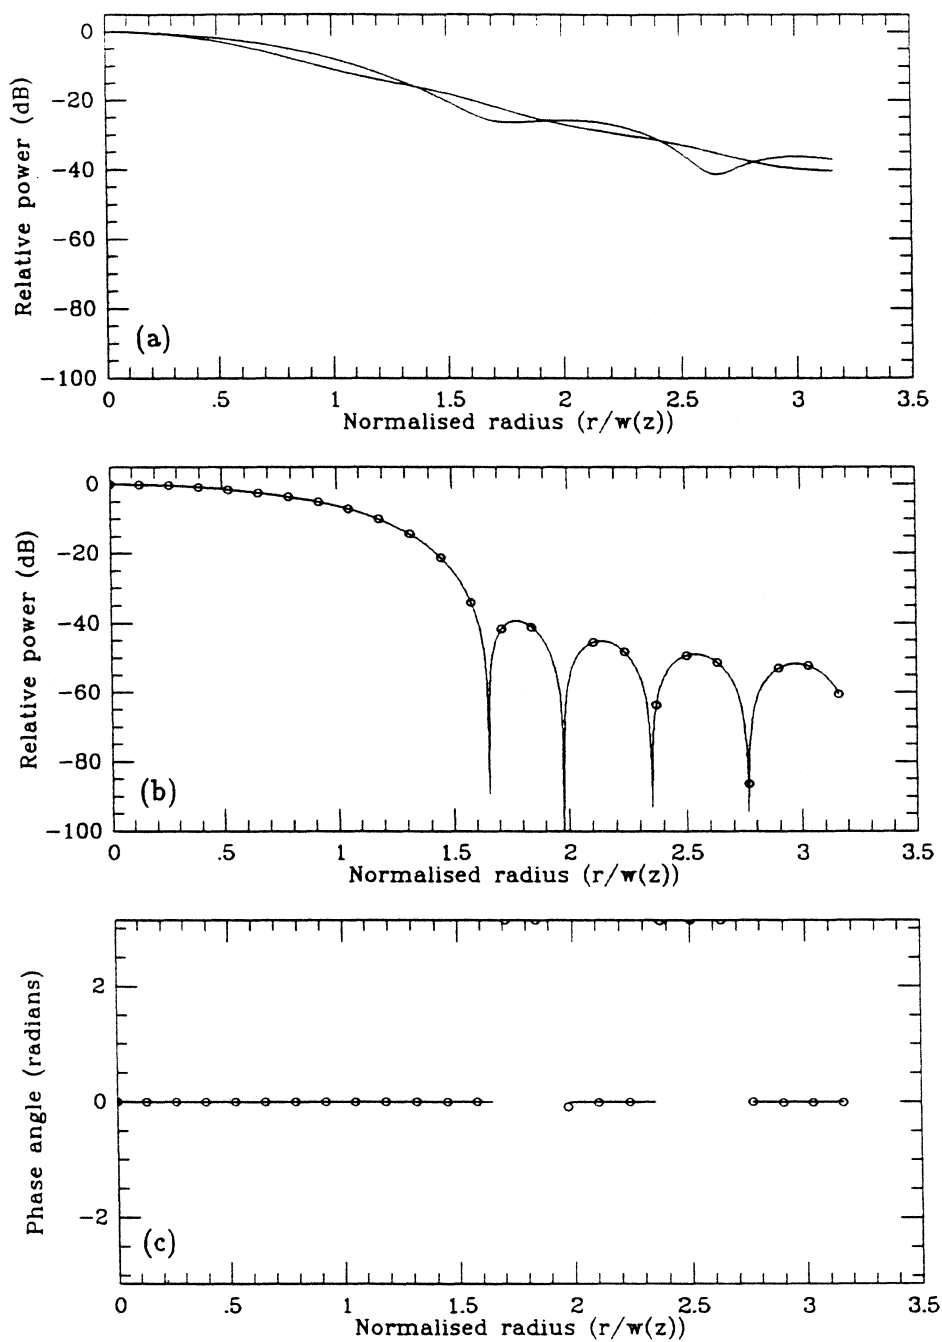 0
-20
-40
-60
-80
-100
Relative power (dB)
(a)
0 .5 1 1.5 2 2.5 3 3.5
Normalised radius (r/w(z))
0
-20
-40
-60
-80
-100
Relative power (dB)
(b)
0 .5 1 1.5 2 2.5 3 3.5
Normalised radius (r/w(z))
2
0
-2
Phase angle (radians)
(c)
0 .5 1 1.5 2 2.5 3 3.5
Normalised radius (r/w(z))